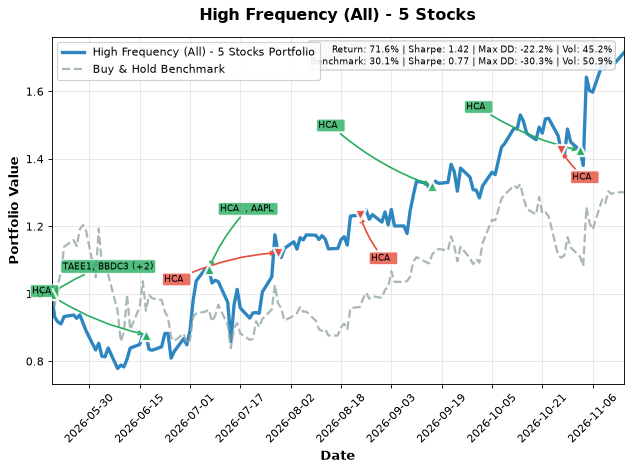 High Frequency (All) - 5 Stocks
High Frequency (All) - 5 Stocks Portfolio
Buy & Hold Benchmark
Return: 71.6% | Sharpe: 1.42 | Max DD: -22.2% | Vol: 45.2%
Benchmark: 30.1% | Sharpe: 0.77 | Max DD: -30.3% | Vol: 50.9%
Portfolio Value
1.6
1.4
1.2
0.8
HCA
HCA
HCA , AAPL
TAEE1, BBDC3 (+2)
HCA
HCA
HCA
HCA
2026-05-30
2026-06-15
2026-07-01
2026-07-17
2026-08-02
2026-08-18
2026-09-03
2026-09-19
2026-10-05
2026-10-21
2026-11-06
Date